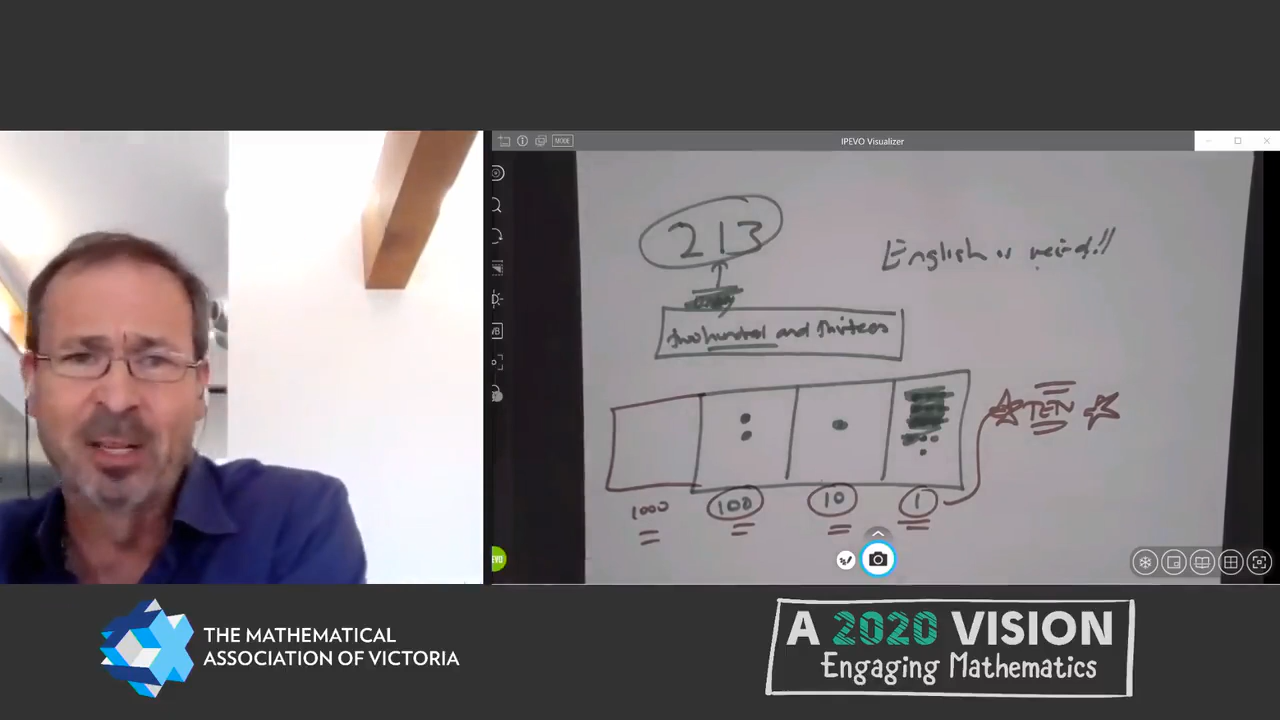 IPEVO Visualizer
MODE
213
English is weird!!
two hundred and thirteen
TEN
1000
100
10
1
THE MATHEMATICAL
ASSOCIATION OF VICTORIA
A 2020 VISION
Engaging Mathematics